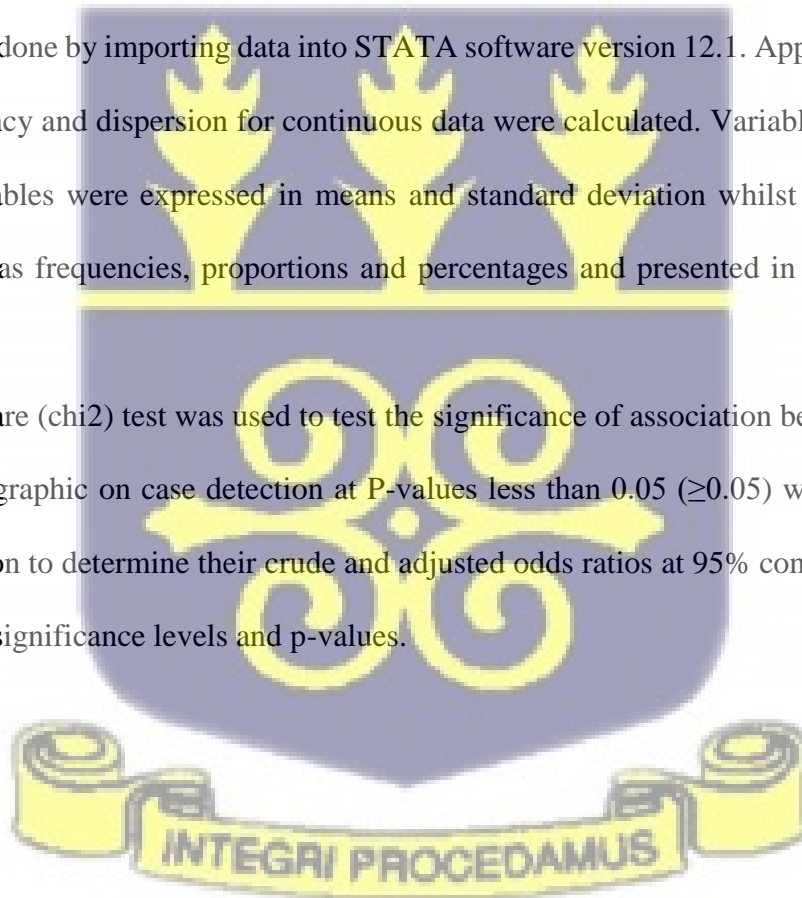 done by importing data into STATA software version 12.1. App
ncy and dispersion for continuous data were calculated. Variabl
ables were expressed in means and standard deviation whilst
as frequencies, proportions and percentages and presented in
are (chi2) test was used to test the significance of association be
graphic on case detection at P-values less than 0.05 (≥0.05) w
on to determine their crude and adjusted odds ratios at 95% con
significance levels and p-values.
INTEGRI PROCEDAMUS